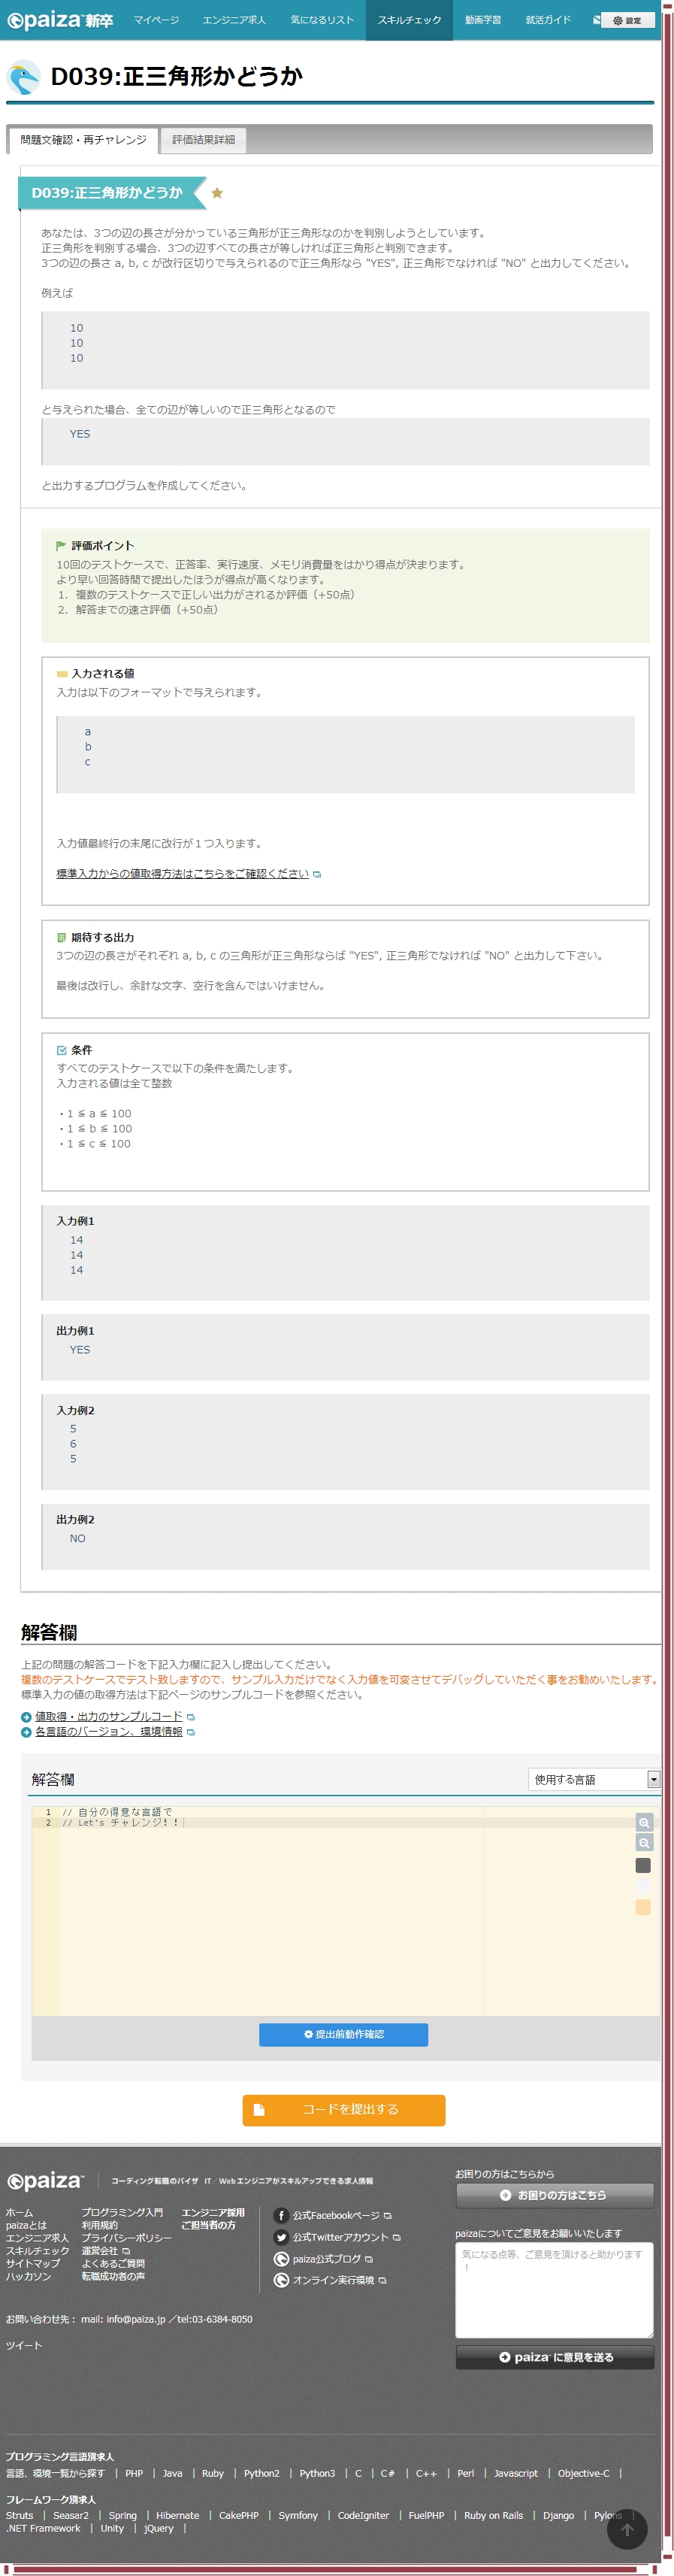 paiza 新卒
マイページ エンジニア求人 気になるリスト スキルチェック 動画学習 就活ガイド 設定
D039:正三角形かどうか
問題文確認・再チャレンジ 評価結果詳細
D039:正三角形かどうか
あなたは、3つの辺の長さが分かっている三角形が正三角形なのかを判別しようとしています。
正三角形を判別する場合、3つの辺すべての長さが等しければ正三角形と判別できます。
3つの辺の長さ a, b, c が改行区切りで与えられるので正三角形なら "YES", 正三角形でなければ "NO" と出力してください。
例えば
10
10
10
と与えられた場合、全ての辺が等しいので正三角形となるので
YES
と出力するプログラムを作成してください。
評価ポイント
10回のテストケースで、正答率、実行速度、メモリ消費量をはかり得点が決まります。
より早い回答時間で提出したほうが得点が高くなります。
1. 複数のテストケースで正しい出力がされるか評価（+50点）
2. 解答までの速さ評価（+50点）
入力される値
入力は以下のフォーマットで与えられます。
a
b
c
入力値最終行の末尾に改行が１つ入ります。
標準入力からの値取得方法はこちらをご確認ください
期待する出力
3つの辺の長さがそれぞれ a, b, c の三角形が正三角形ならば "YES", 正三角形でなければ "NO" と出力して下さい。
最後は改行し、余計な文字、空行を含んではいけません。
条件
すべてのテストケースで以下の条件を満たします。
入力される値は全て整数
・1 ≦ a ≦ 100
・1 ≦ b ≦ 100
・1 ≦ c ≦ 100
入力例1
14
14
14
出力例1
YES
入力例2
5
6
5
出力例2
NO
解答欄
上記の問題の解答コードを下記入力欄に記入し提出してください。
複数のテストケースでテスト致しますので、サンプル入力だけでなく入力値を可変させてデバッグしていただく事をお勧めいたします。
標準入力の値の取得方法は下記ページのサンプルコードを参照ください。
値取得・出力のサンプルコード
各言語のバージョン、環境情報
解答欄 使用する言語
1 // 自分の得意な言語で
2 // Let's チャレンジ！！
提出前動作確認
コードを提出する
paiza コーディング転職のパイザ IT／Webエンジニアがスキルアップできる求人情報
お困りの方はこちらから
お困りの方はこちら
ホーム プログラミング入門 エンジニア採用 公式Facebookページ
paizaとは 利用規約 ご担当者の方
エンジニア求人 プライバシーポリシー 公式Twitterアカウント
スキルチェック 運営会社
サイトマップ よくあるご質問 paiza公式ブログ
ハッカソン 転職成功者の声 オンライン実行環境
paizaについてご意見をお願いいたします
気になる点等、ご意見を頂けると助かります
！
paizaに意見を送る
お問い合わせ先： mail: info@paiza.jp ／tel:03-6384-8050
ツイート
プログラミング言語別求人
言語、環境一覧から探す | PHP | Java | Ruby | Python2 | Python3 | C | C# | C++ | Perl | Javascript | Objective-C |
フレームワーク別求人
Struts | Seasar2 | Spring | Hibernate | CakePHP | Symfony | CodeIgniter | FuelPHP | Ruby on Rails | Django | Pylons |
.NET Framework | Unity | jQuery |